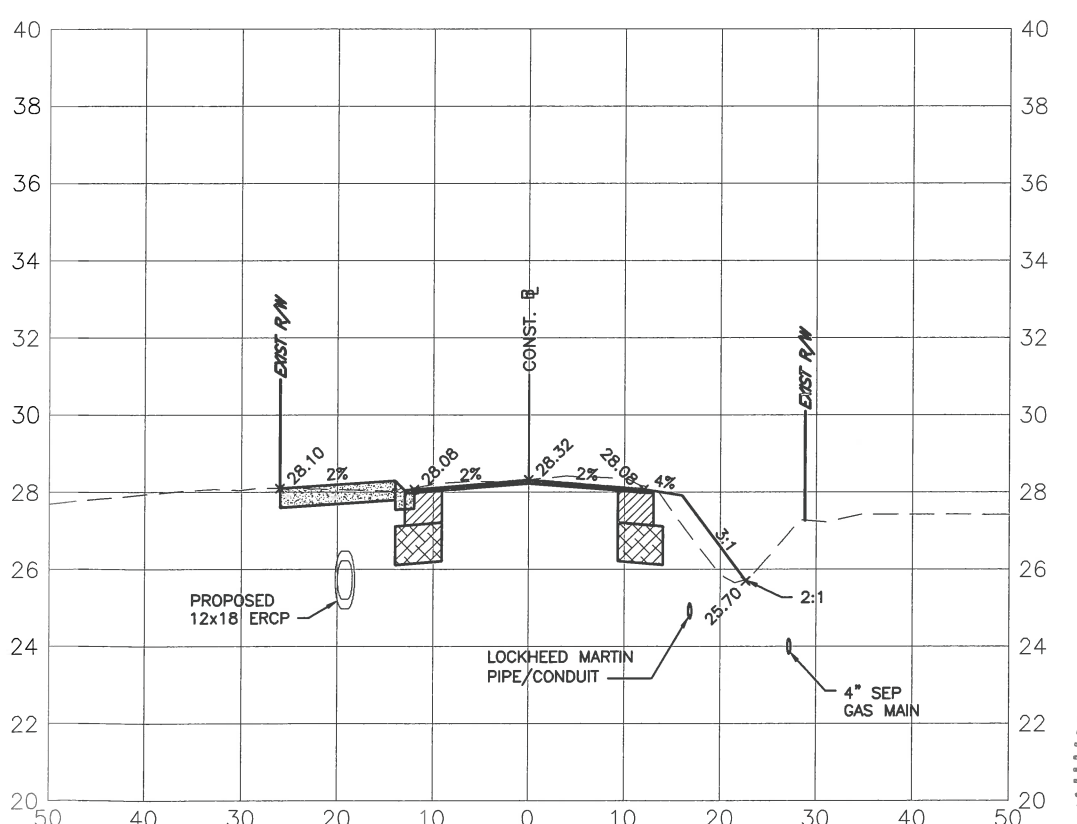 40 40
38 38
36 36
34 34
EXIST R/W
CONST. BL
EXIST R/W
32 32
30 30
28.10
2%
28.08
2%
28.32
2%
28.08
4%
28 28
3:1
26 26
25.70
2:1
PROPOSED
12x18 ERCP
LOCKHEED MARTIN
PIPE/CONDUIT
24 24
4" SEP
GAS MAIN
22 22
20 20
50 40 30 20 10 0 10 20 30 40 50